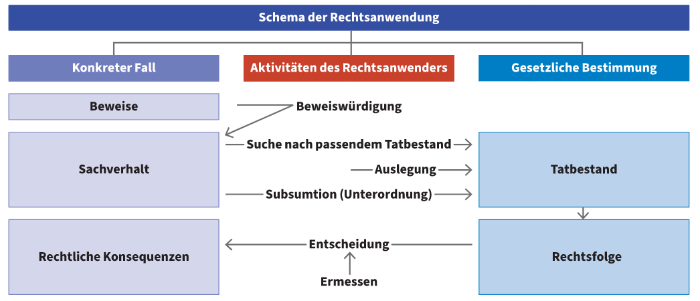 Schema der Rechtsanwendung
Konkreter Fall
Aktivitäten des Rechtsanwenders
Gesetzliche Bestimmung
Beweise
Beweiswürdigung
Suche nach passendem Tatbestand
Sachverhalt
Auslegung
Tatbestand
Subsumtion (Unterordnung)
Rechtliche Konsequenzen
Entscheidung
Rechtsfolge
Ermessen